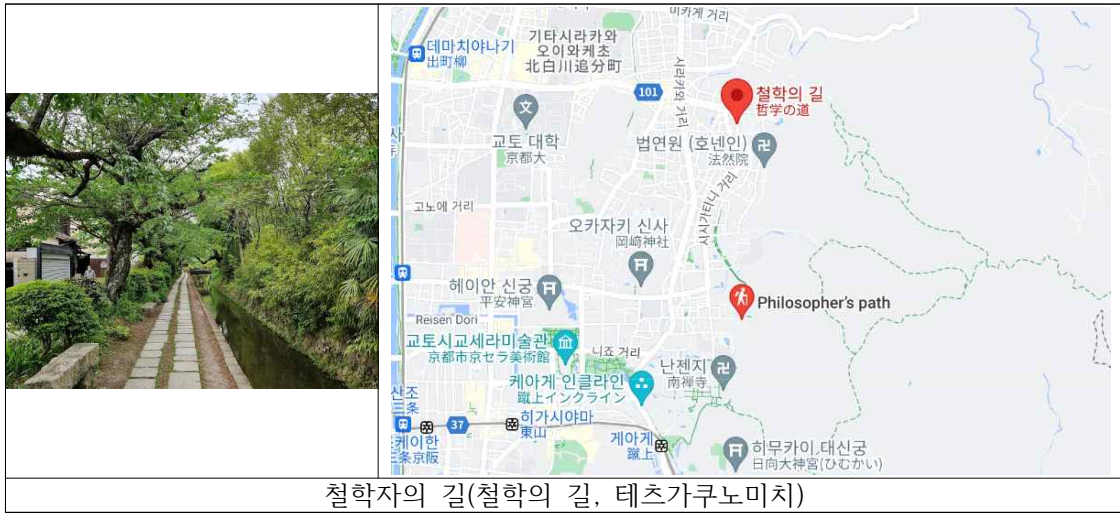 미카게 거리
기타시라카와
오이와케초
北白川追分町
데마치야나기
出町柳
시라카와 거리
101
철학의 길
哲学の道
교토 대학
京都大
법연원 (호넨인)
法然院
시시가타니 거리
고노에 거리
오카자키 신사
岡崎神社
헤이안 신궁
平安神宮
Philosopher's path
Reisen Dori
교토시교세라미술관
京都市京セラ美術館
니죠 거리
난젠지
南禅寺
케아게 인클라인
蹴上インクライン
산조
三条
37
히가시야마
東山
케이한
三条京阪
게아게
蹴上
히무카이 대신궁
日向大神宮(ひむかい)
철학자의 길(철학의 길, 테츠가쿠노미치)